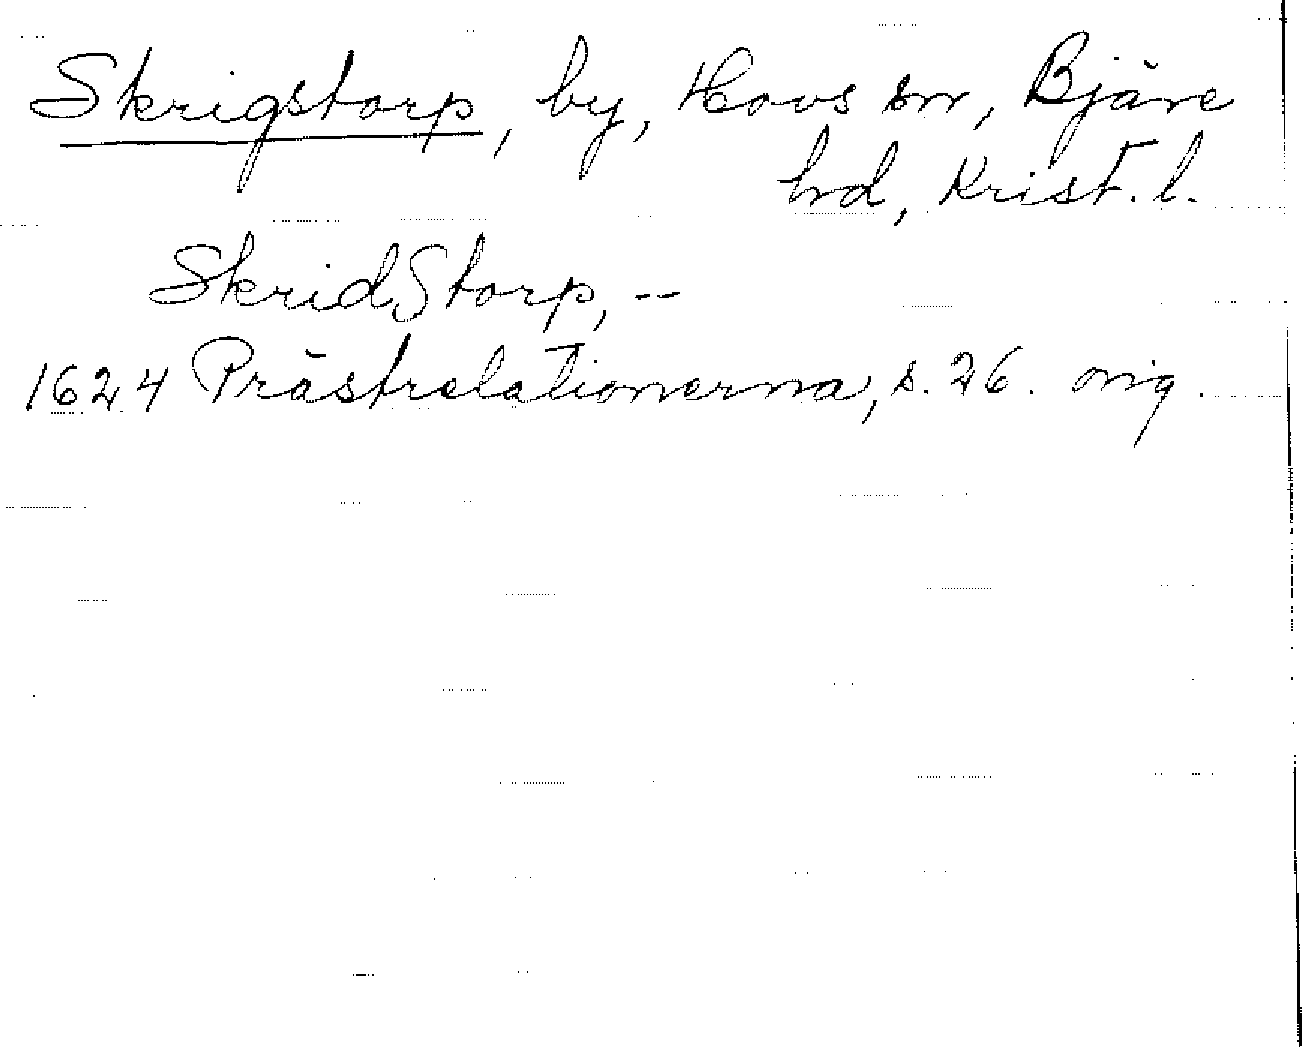 Skrigstorp, by, Hovs sn, Bjäre
hd, Krist. l.
SkridStorp, --
1624 Prästrelationerna, s. 26. orig.